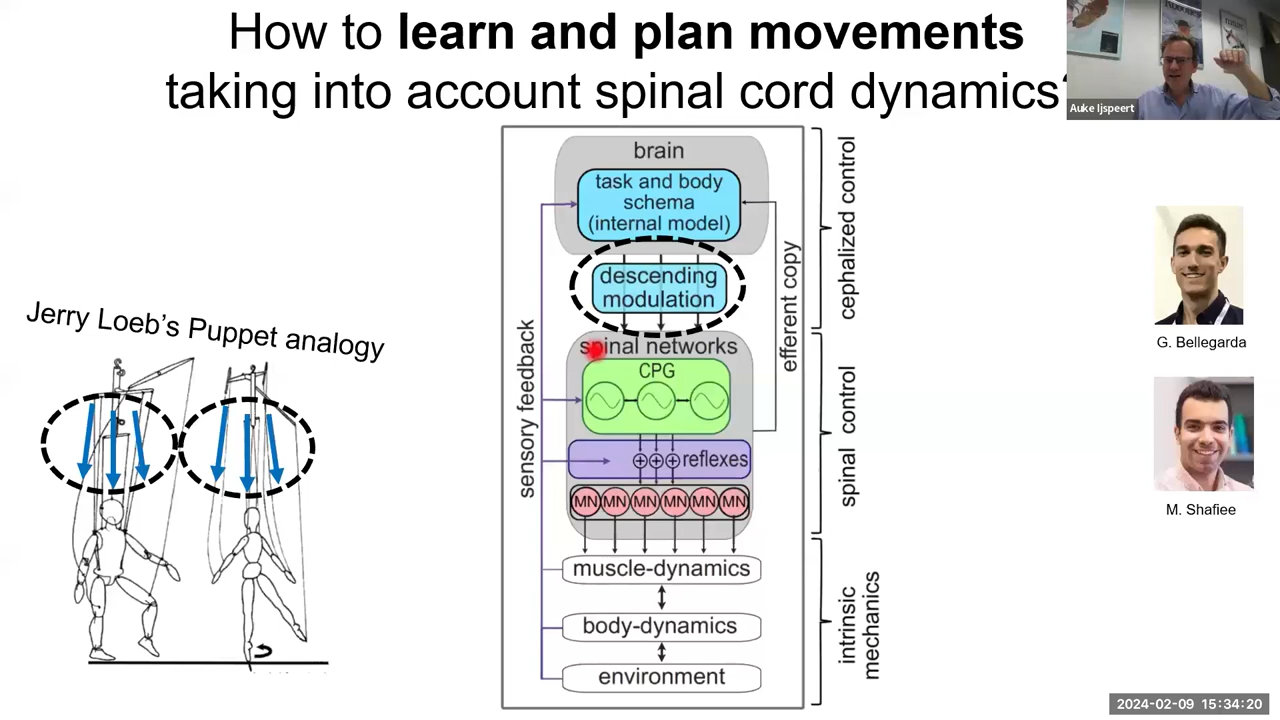 How to learn and plan movements
taking into account spinal cord dynamics?
Auke Ijspeert
Jerry Loeb's Puppet analogy
brain
task and body
schema
(internal model)
descending
modulation
spinal networks
CPG
reflexes
MN MN MN MN MN MN
muscle-dynamics
body-dynamics
environment
sensory feedback
efferent copy
cephalized control
spinal control
intrinsic
mechanics
G. Bellegarda
M. Shafiee
2024-02-09 15:34:20